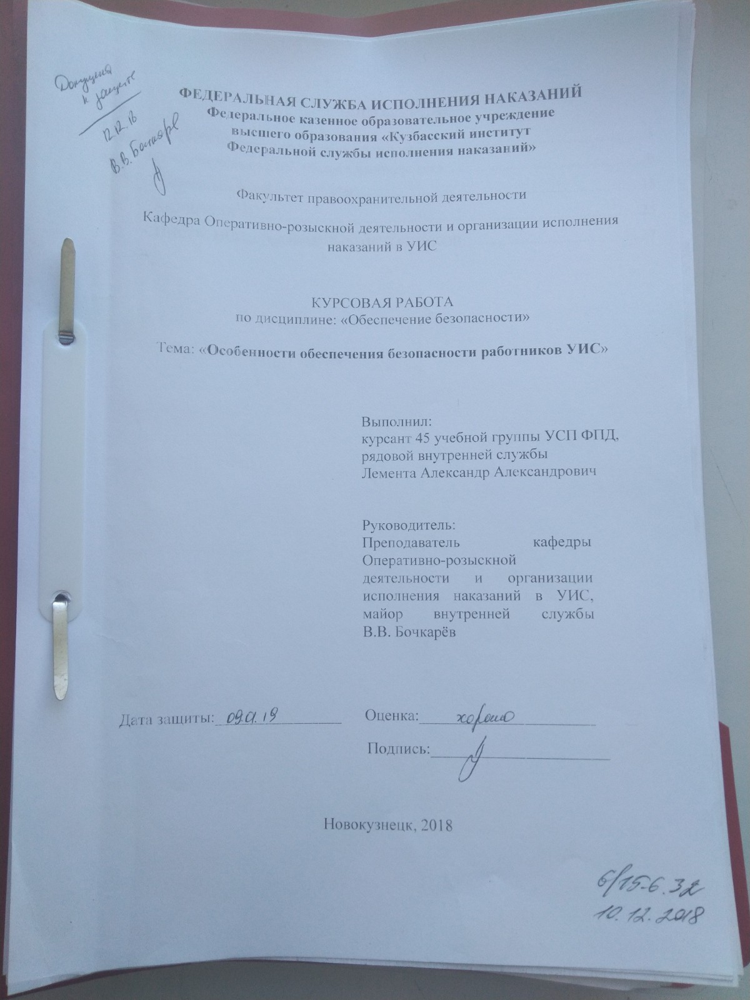 Допущена
к защите
12.12.18
В.В. Бочкарё
ФЕДЕРАЛЬНАЯ СЛУЖБА ИСПОЛНЕНИЯ НАКАЗАНИЙ
Федеральное казенное образовательное учреждение
высшего образования «Кузбасский институт
Федеральной службы исполнения наказаний»
Факультет правоохранительной деятельности
Кафедра Оперативно-розыскной деятельности и организации исполнения
наказаний в УИС
КУРСОВАЯ РАБОТА
по дисциплине: «Обеспечение безопасности»
Тема: «Особенности обеспечения безопасности работников УИС»
Выполнил:
курсант 45 учебной группы УСП ФПД,
рядовой внутренней службы
Лемента Александр Александрович
Руководитель:
Преподаватель кафедры
Оперативно-розыскной
деятельности и организации
исполнения наказаний в УИС,
майор внутренней службы
В.В. Бочкарёв
Дата защиты: 09.01.19 Оценка: хорошо
Подпись:
Новокузнецк, 2018
6/15-6.32
10.12.2018